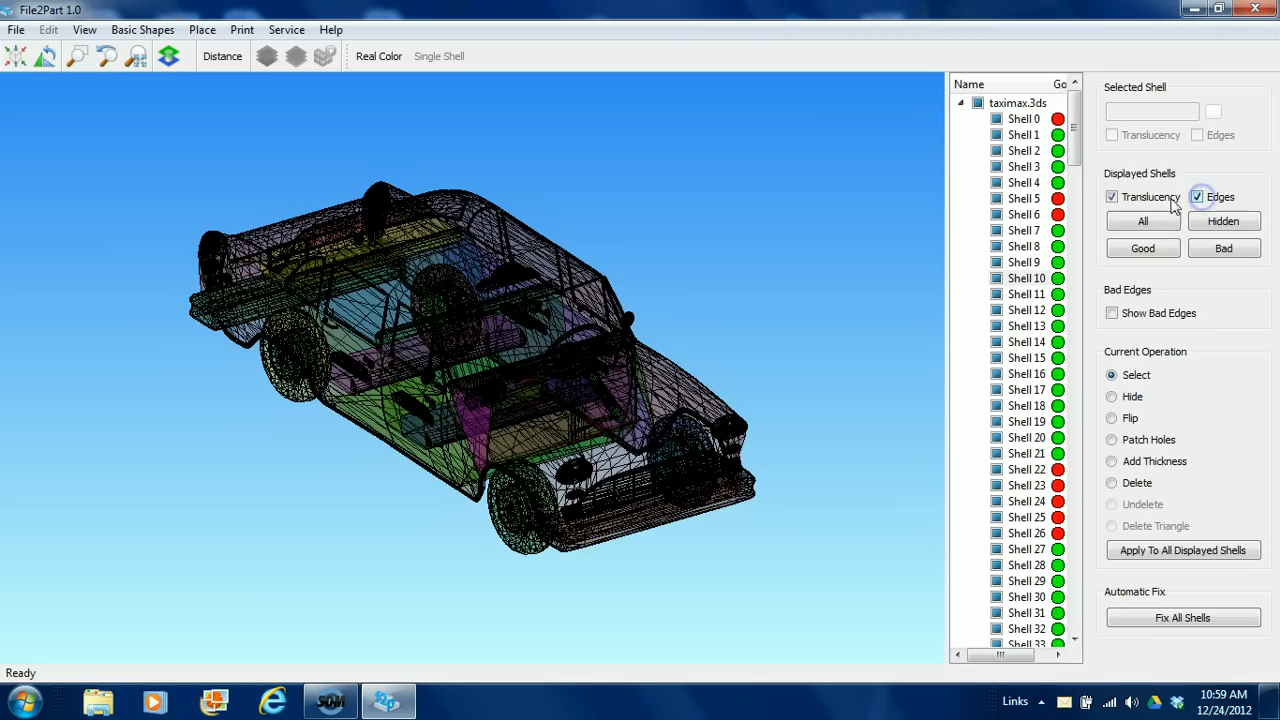 File2Part 1.0
File Edit View Basic Shapes Place Print Service Help
Distance Real Color Single Shell
Name Go
taximax.3ds
Shell 0
Shell 1
Shell 2
Shell 3
Shell 4
Shell 5
Shell 6
Shell 7
Shell 8
Shell 9
Shell 10
Shell 11
Shell 12
Shell 13
Shell 14
Shell 15
Shell 16
Shell 17
Shell 18
Shell 19
Shell 20
Shell 21
Shell 22
Shell 23
Shell 24
Shell 25
Shell 26
Shell 27
Shell 28
Shell 29
Shell 30
Shell 31
Shell 32
Shell 33
Selected Shell
Translucency Edges
Displayed Shells
Translucency Edges
All Hidden
Good Bad
Bad Edges
Show Bad Edges
Current Operation
Select
Hide
Flip
Patch Holes
Add Thickness
Delete
Undelete
Delete Triangle
Apply To All Displayed Shells
Automatic Fix
Fix All Shells
Ready
SDM
Links
10:59 AM
12/24/2012